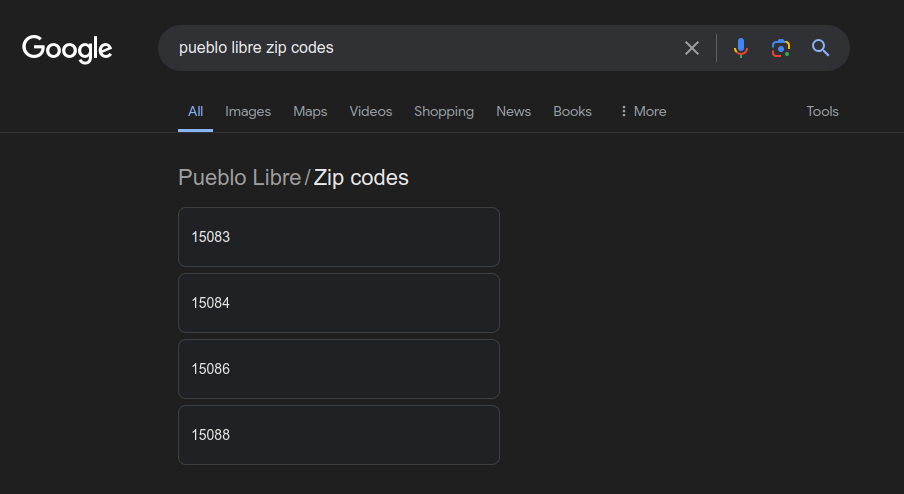 Google
pueblo libre zip codes
All Images Maps Videos Shopping News Books More Tools
Pueblo Libre/Zip codes
15083
15084
15086
15088